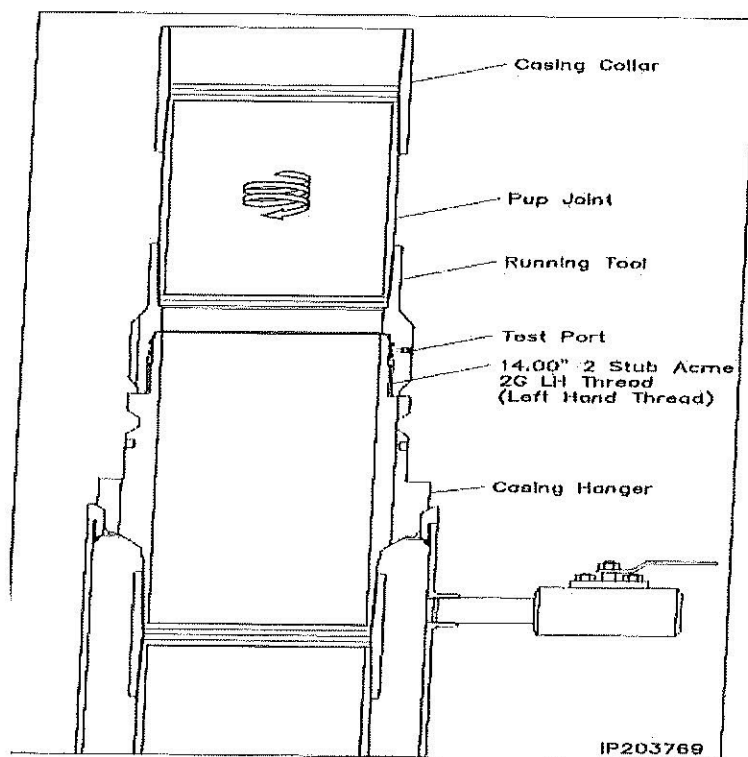 Casing Collar
Pup Joint
Running Tool
Test Port
14.00" 2 Stub Acme
2G LH Thread
(Left Hand Thread)
Casing Hanger
IP203769